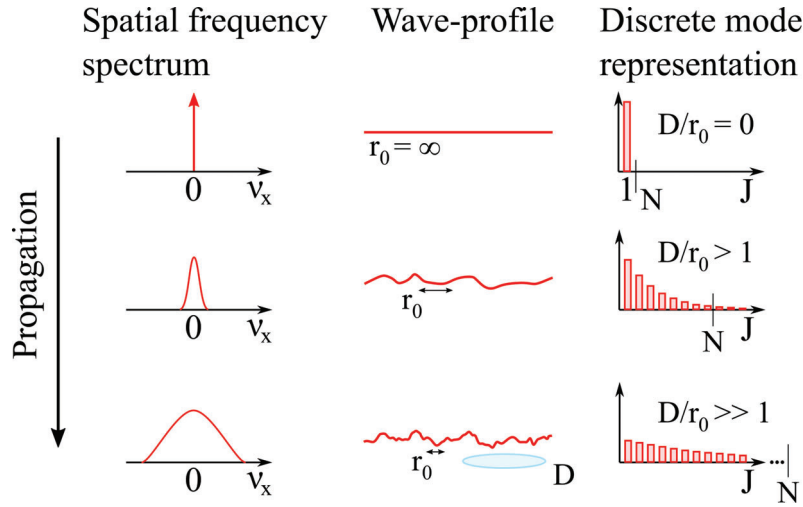 Spatial frequency spectrum
Wave-profile
Discrete mode representation
Propagation
0 νₓ
r₀ = ∞
D/r₀ = 0
1 N J
0 νₓ
r₀
D/r₀ > 1
N J
0 νₓ
r₀
D
D/r₀ >> 1
J ... N